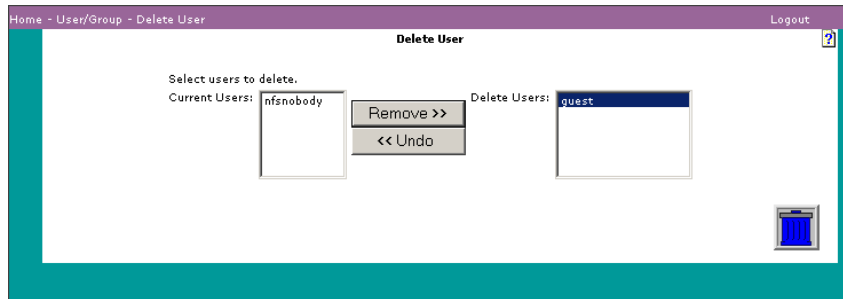 Home - User/Group - Delete User Logout
Delete User
?
Select users to delete.
Current Users: nfsnobody
Remove >>
<< Undo
Delete Users: guest